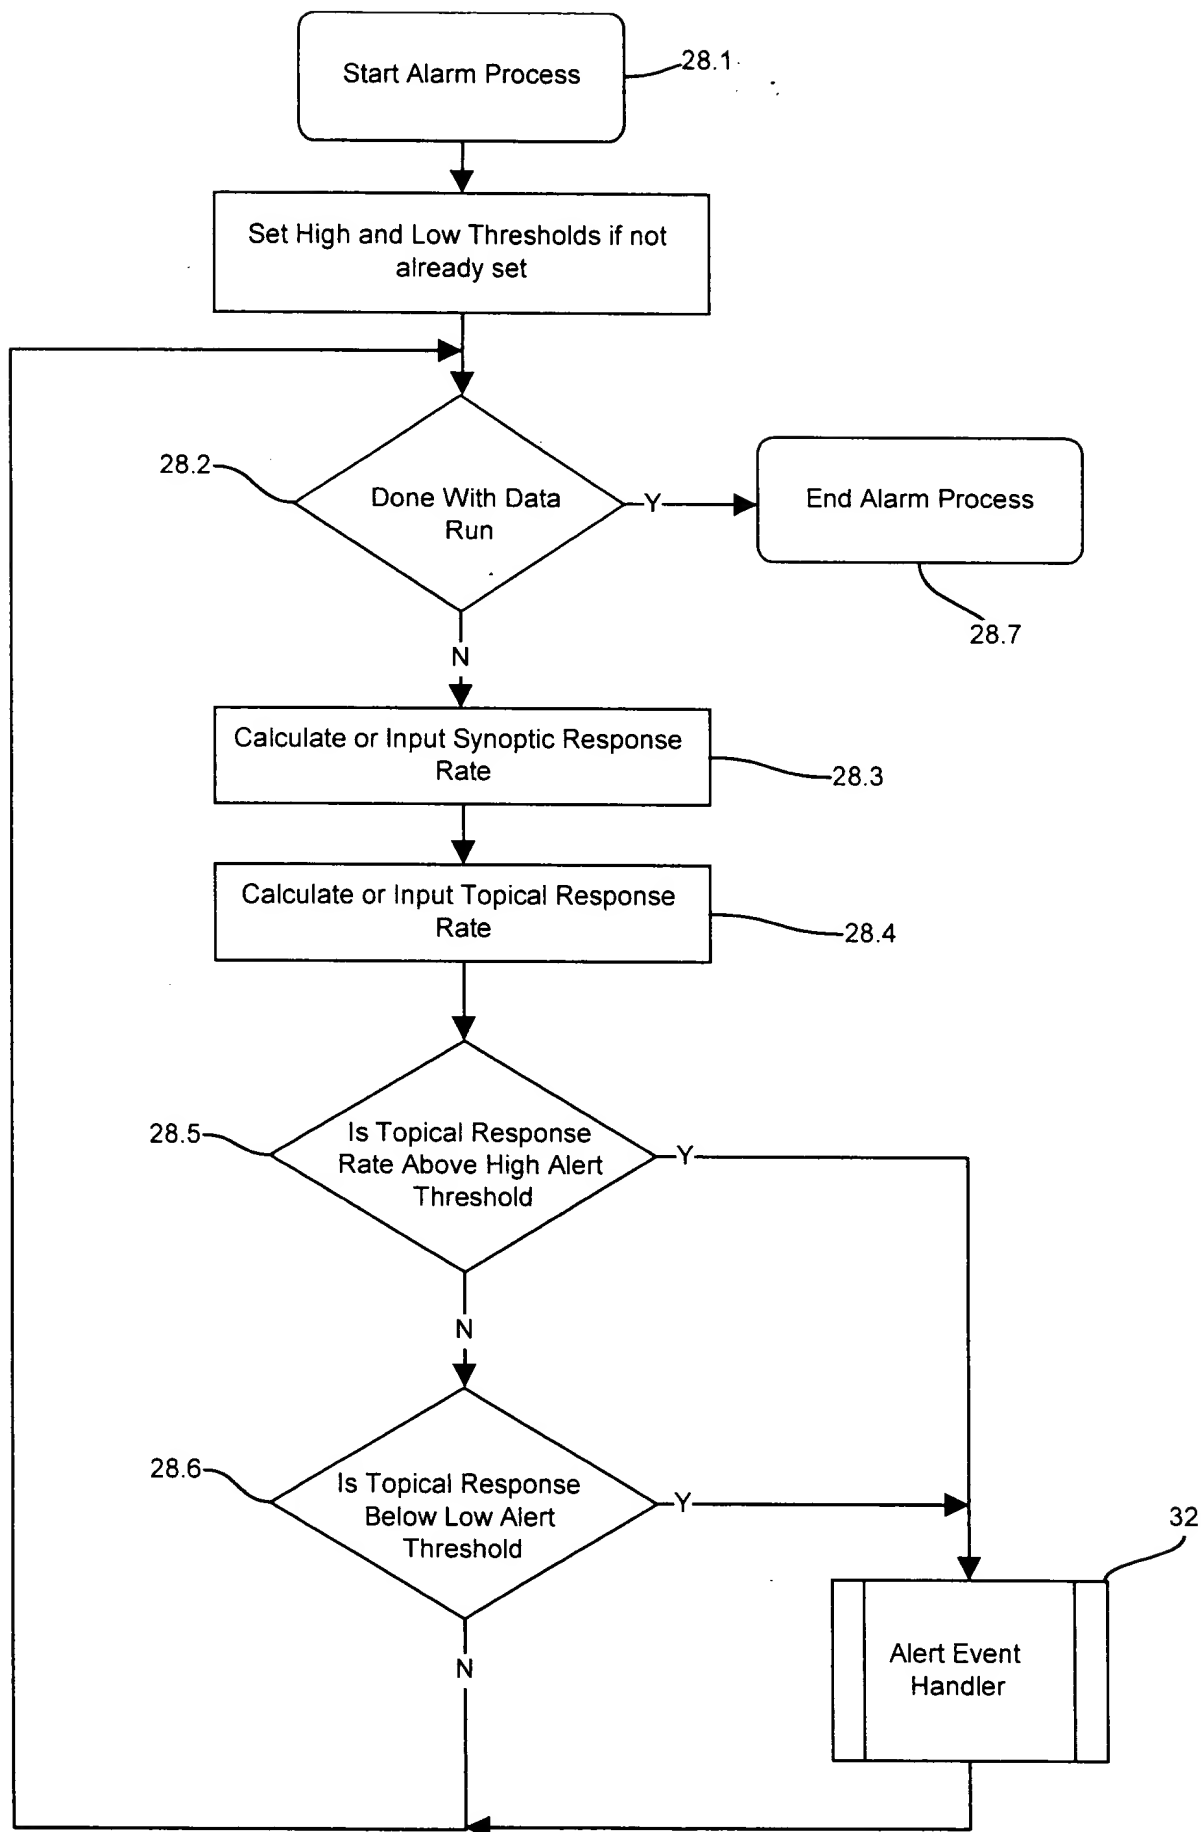 Start Alarm Process
28.1
Set High and Low Thresholds if not
already set
28.2
Done With Data
Run
Y
End Alarm Process
28.7
N
Calculate or Input Synoptic Response
Rate
28.3
Calculate or Input Topical Response
Rate
28.4
28.5
Is Topical Response
Rate Above High Alert
Threshold
Y
N
28.6
Is Topical Response
Below Low Alert
Threshold
Y
32
N
Alert Event
Handler